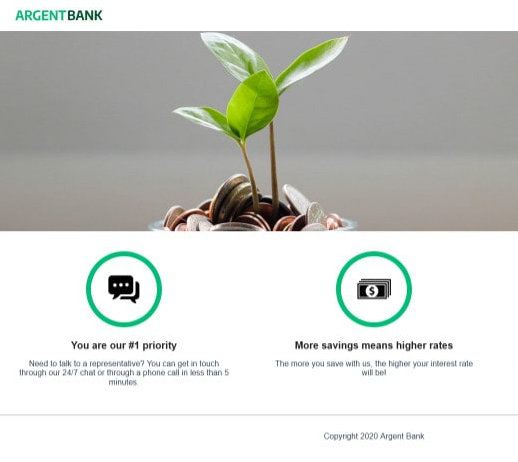 ARGENTBANK
You are our #1 priority
Need to talk to a representative? You can get in touch
through our 24/7 chat or through a phone call in less than 5
minutes.
More savings means higher rates
The more you save with us, the higher your interest rate
will be!
Copyright 2020 Argent Bank